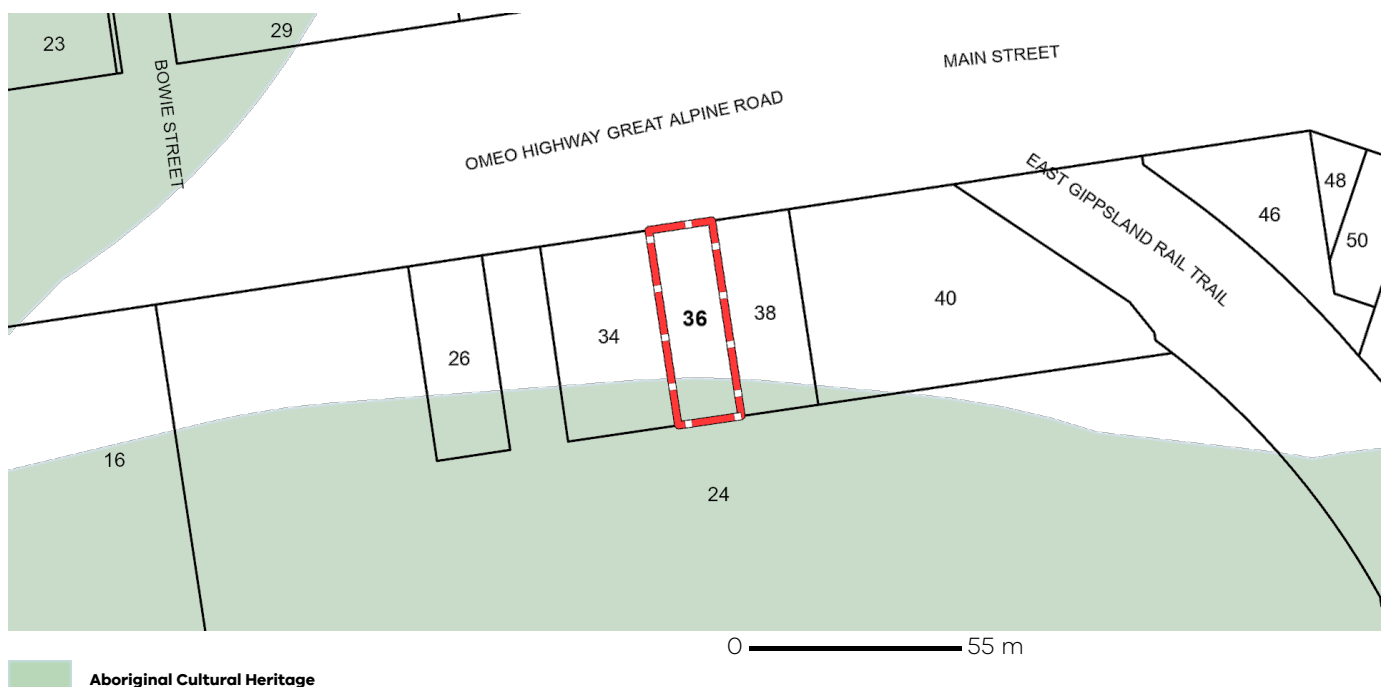 23
29
BOWIE STREET
MAIN STREET
OMEO HIGHWAY GREAT ALPINE ROAD
EAST GIPPSLAND RAIL TRAIL
48
46
50
40
38
36
34
26
16
24
0 55 m
Aboriginal Cultural Heritage